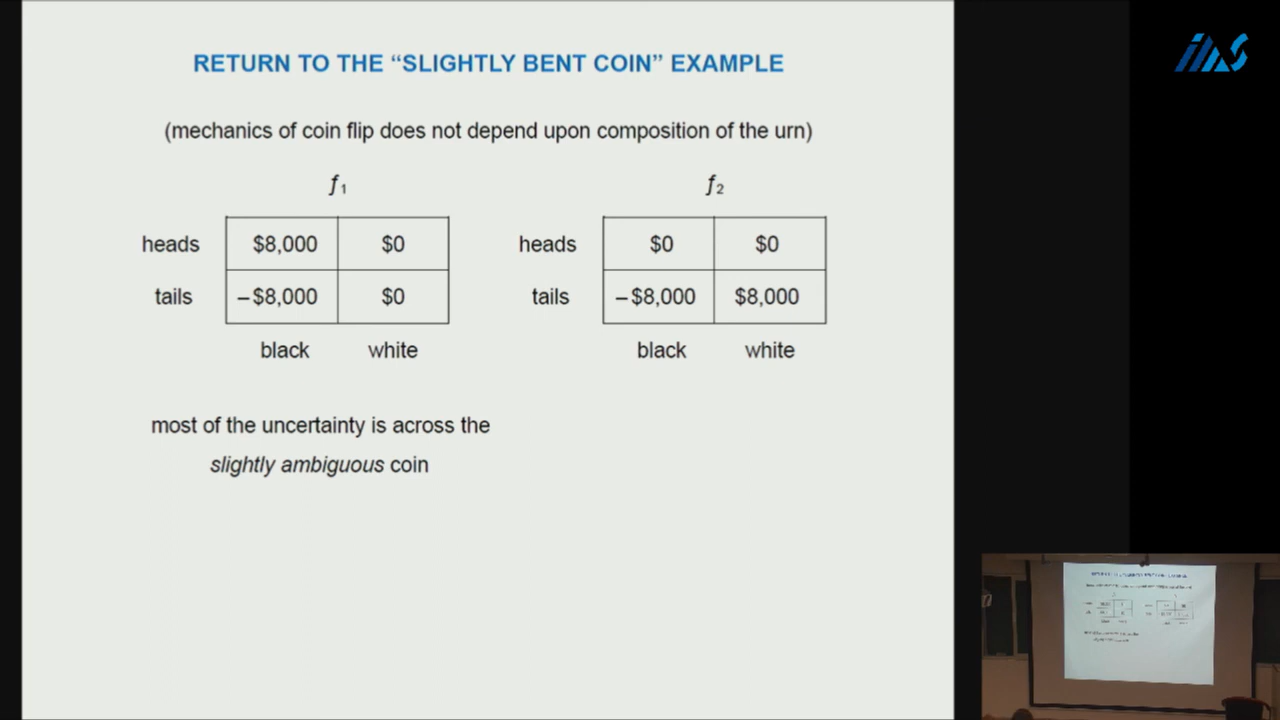 RETURN TO THE “SLIGHTLY BENT COIN” EXAMPLE
(mechanics of coin flip does not depend upon composition of the urn)
f1 f2
heads $8,000 $0 heads $0 $0
tails –$8,000 $0 tails –$8,000 $8,000
black white black white
most of the uncertainty is across the
slightly ambiguous coin